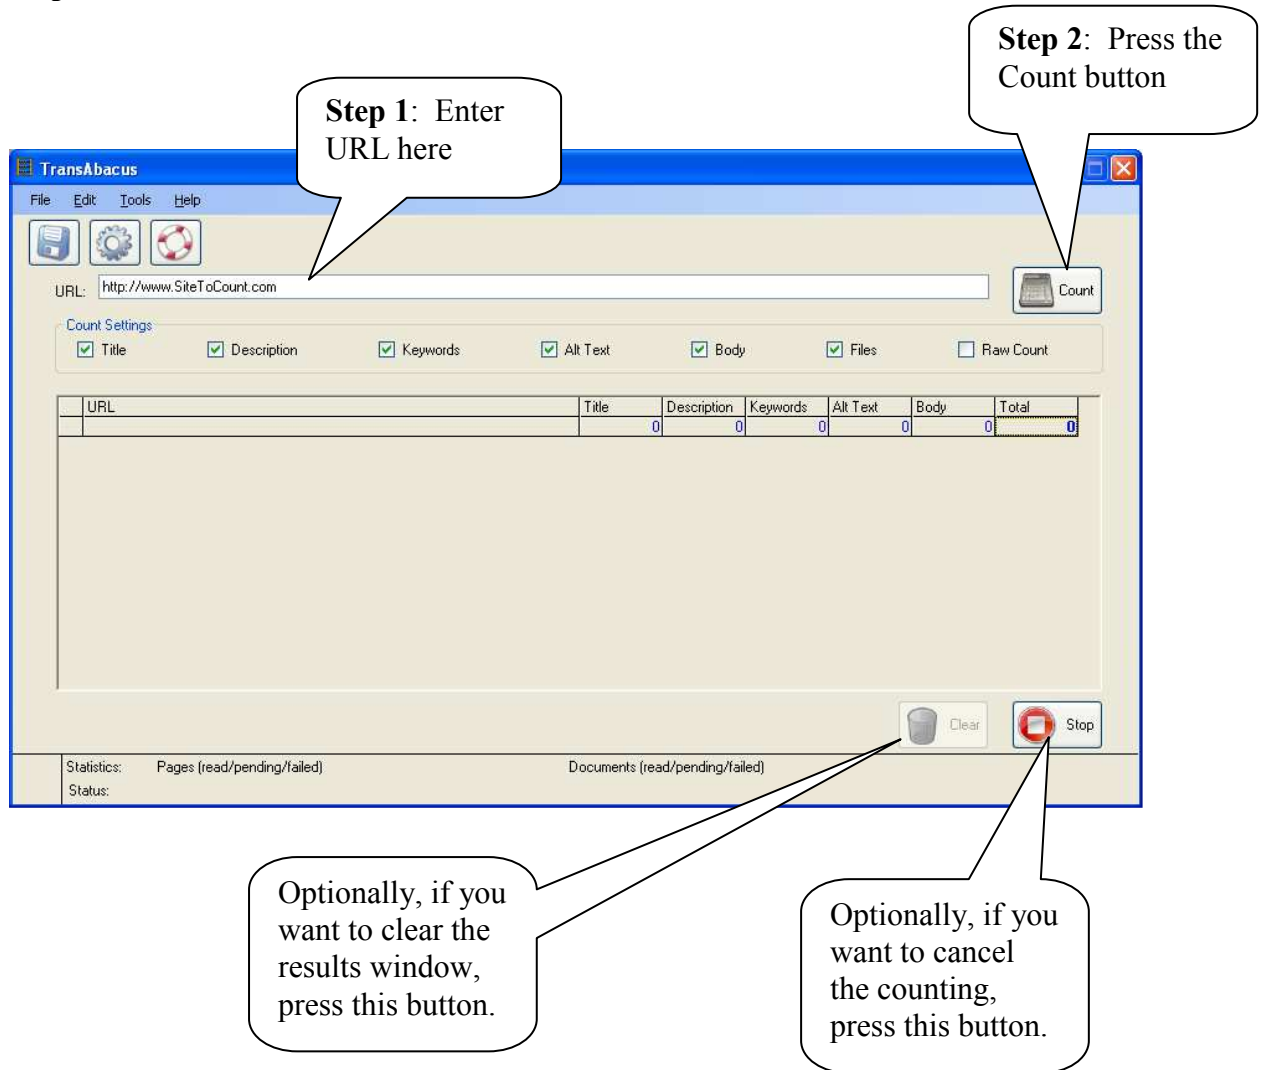 Step 2:  Press the
Count button
Step 1:  Enter
URL here
TransAbacus
File Edit Tools Help
URL: http://www.SiteToCount.com Count
Count Settings
Title Description Keywords Alt Text Body Files Raw Count
URL Title Description Keywords Alt Text Body Total
0 0 0 0 0 0
Clear Stop
Statistics: Pages (read/pending/failed) Documents (read/pending/failed)
Status:
Optionally, if you
want to clear the
results window,
press this button.
Optionally, if you
want to cancel
the counting,
press this button.